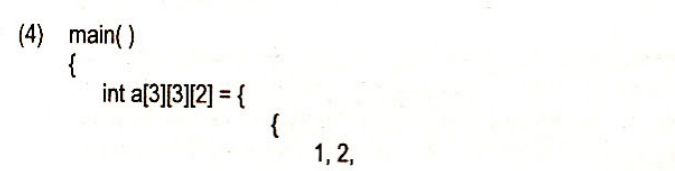 (4) main( )
{
int a[3][3][2] = {
{
1, 2,